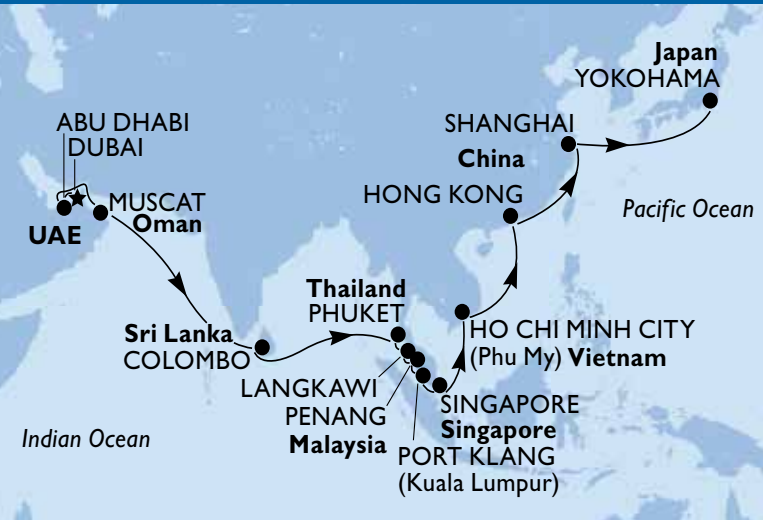 Japan
YOKOHAMA
ABU DHABI
DUBAI
SHANGHAI
China
MUSCAT
Oman
UAE
HONG KONG
Pacific Ocean
Thailand
PHUKET
Sri Lanka
COLOMBO
HO CHI MINH CITY
(Phu My) Vietnam
LANGKAWI
PENANG
Malaysia
SINGAPORE
Singapore
PORT KLANG
(Kuala Lumpur)
Indian Ocean